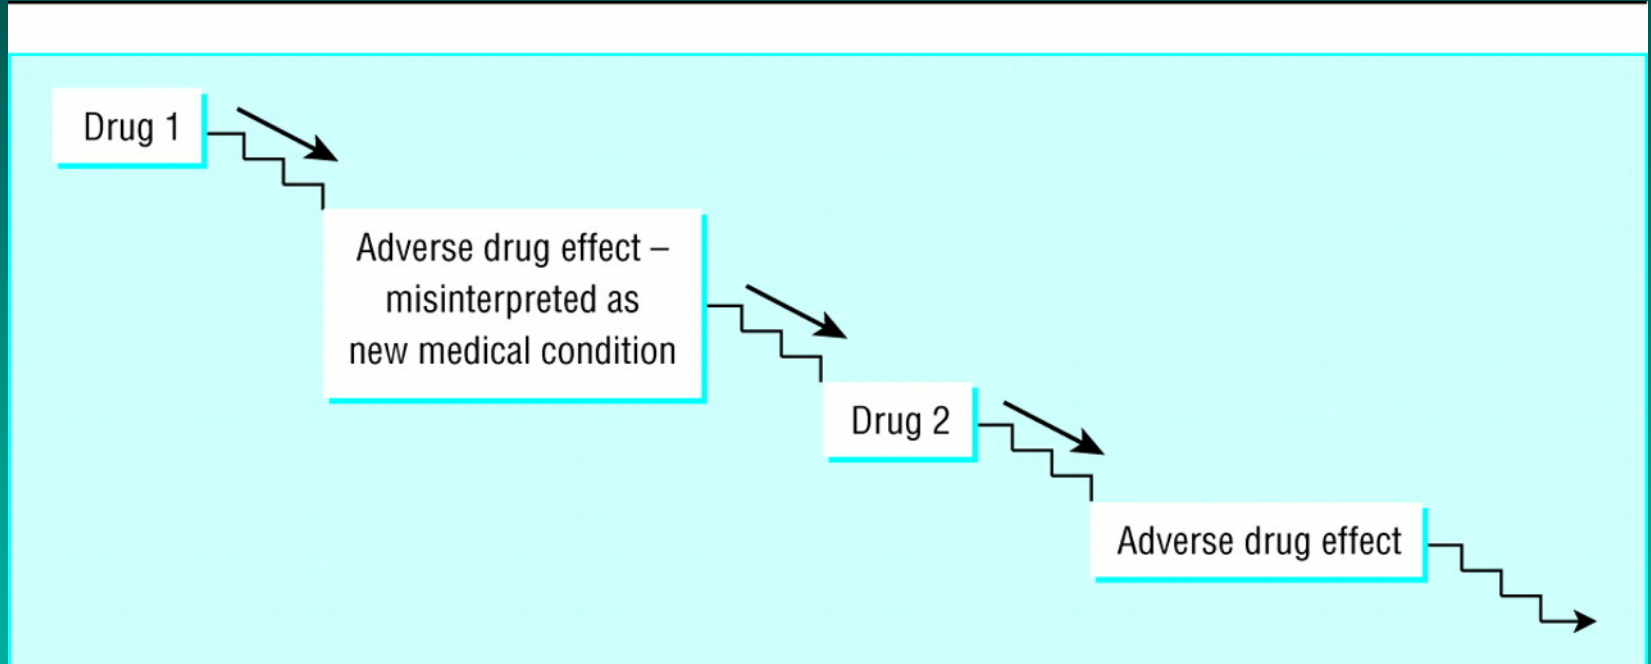 Drug 1
Adverse drug effect –
misinterpreted as
new medical condition
Drug 2
Adverse drug effect